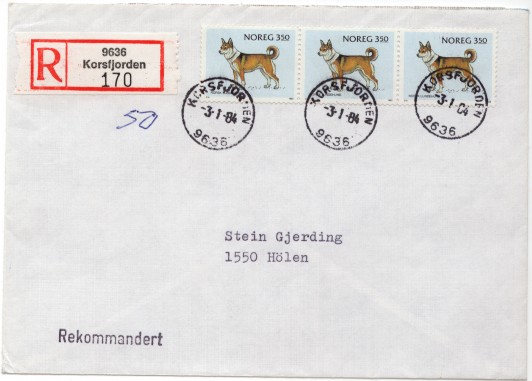 R
9636
Korsfjorden
170
NOREG 350
NOREG 350
NOREG 350
KORSFJORDEN
-3-1-84
9636
KORSFJORDEN
-3-1-84
9636
KORSFJORDEN
-3-1-84
9636
50
Stein Gjerding
1550 Hölen
Rekommandert